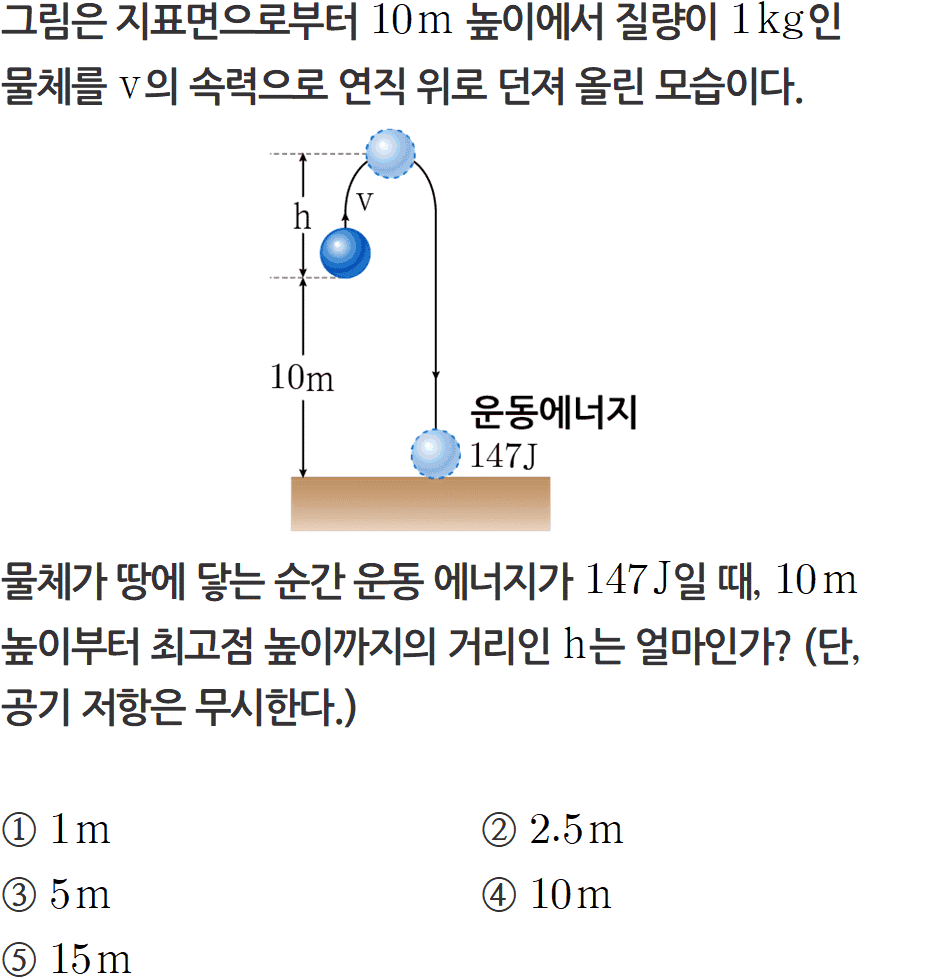 그림은 지표면으로부터 10m 높이에서 질량이 1kg인
물체를 v의 속력으로 연직 위로 던져 올린 모습이다.
h
v
10m
운동에너지
147J
물체가 땅에 닿는 순간 운동 에너지가 147J일 때, 10m
높이부터 최고점 높이까지의 거리인 h는 얼마인가? (단,
공기 저항은 무시한다.)
① 1m ② 2.5m
③ 5m ④ 10m
⑤ 15m